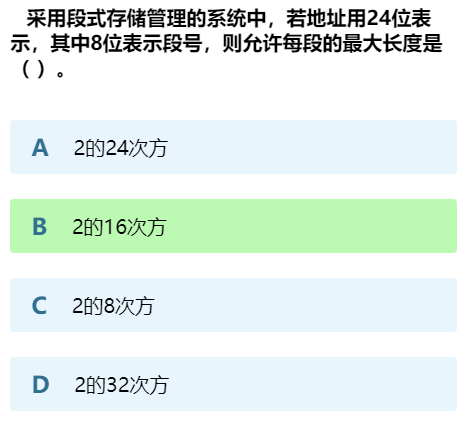 采用段式存储管理的系统中，若地址用24位表
示，其中8位表示段号，则允许每段的最大长度是
（ ）。
A 2的24次方
B 2的16次方
C 2的8次方
D 2的32次方